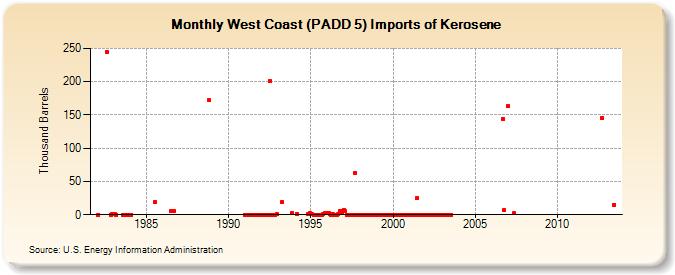 Monthly West Coast (PADD 5) Imports of Kerosene
Thousand Barrels
250
200
150
100
50
0
1985 1990 1995 2000 2005 2010
Source: U.S. Energy Information Administration